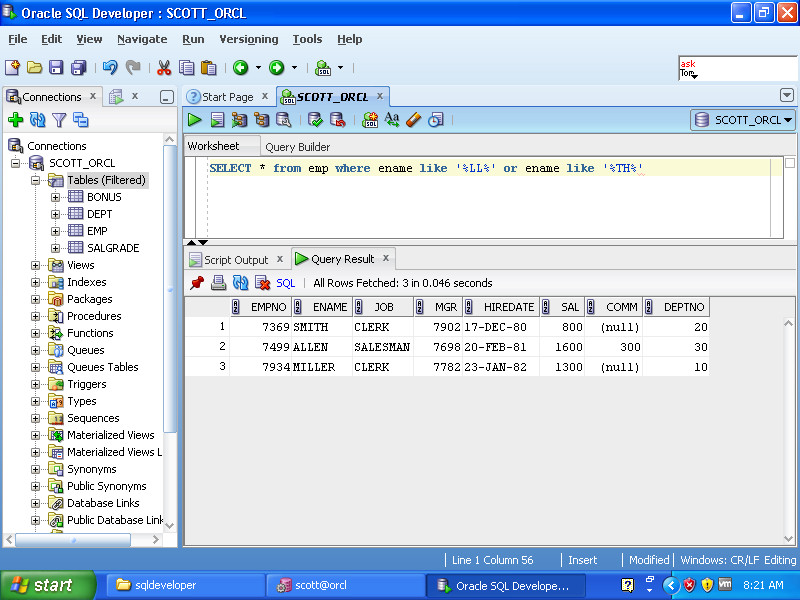 Oracle SQL Developer : SCOTT_ORCL
File Edit View Navigate Run Versioning Tools Help
ask
Tom
Connections x x Start Page x SCOTT_ORCL x
SCOTT_ORCL
Worksheet Query Builder
SELECT * from emp where ename like '%LL%' or ename like '%TH%'
Connections
SCOTT_ORCL
Tables (Filtered)
BONUS
DEPT
EMP
SALGRADE
Views
Indexes
Packages
Procedures
Functions
Queues
Queues Tables
Triggers
Types
Sequences
Materialized Views
Materialized Views L
Synonyms
Public Synonyms
Database Links
Public Database Link
Script Output x Query Result x
SQL | All Rows Fetched: 3 in 0.046 seconds
EMPNO ENAME JOB MGR HIREDATE SAL COMM DEPTNO
1 7369 SMITH CLERK 7902 17-DEC-80 800 (null) 20
2 7499 ALLEN SALESMAN 7698 20-FEB-81 1600 300 30
3 7934 MILLER CLERK 7782 23-JAN-82 1300 (null) 10
Line 1 Column 56 | Insert | Modified | Windows: CR/LF Editing
start sqldeveloper scott@orcl Oracle SQL Develope... 8:21 AM